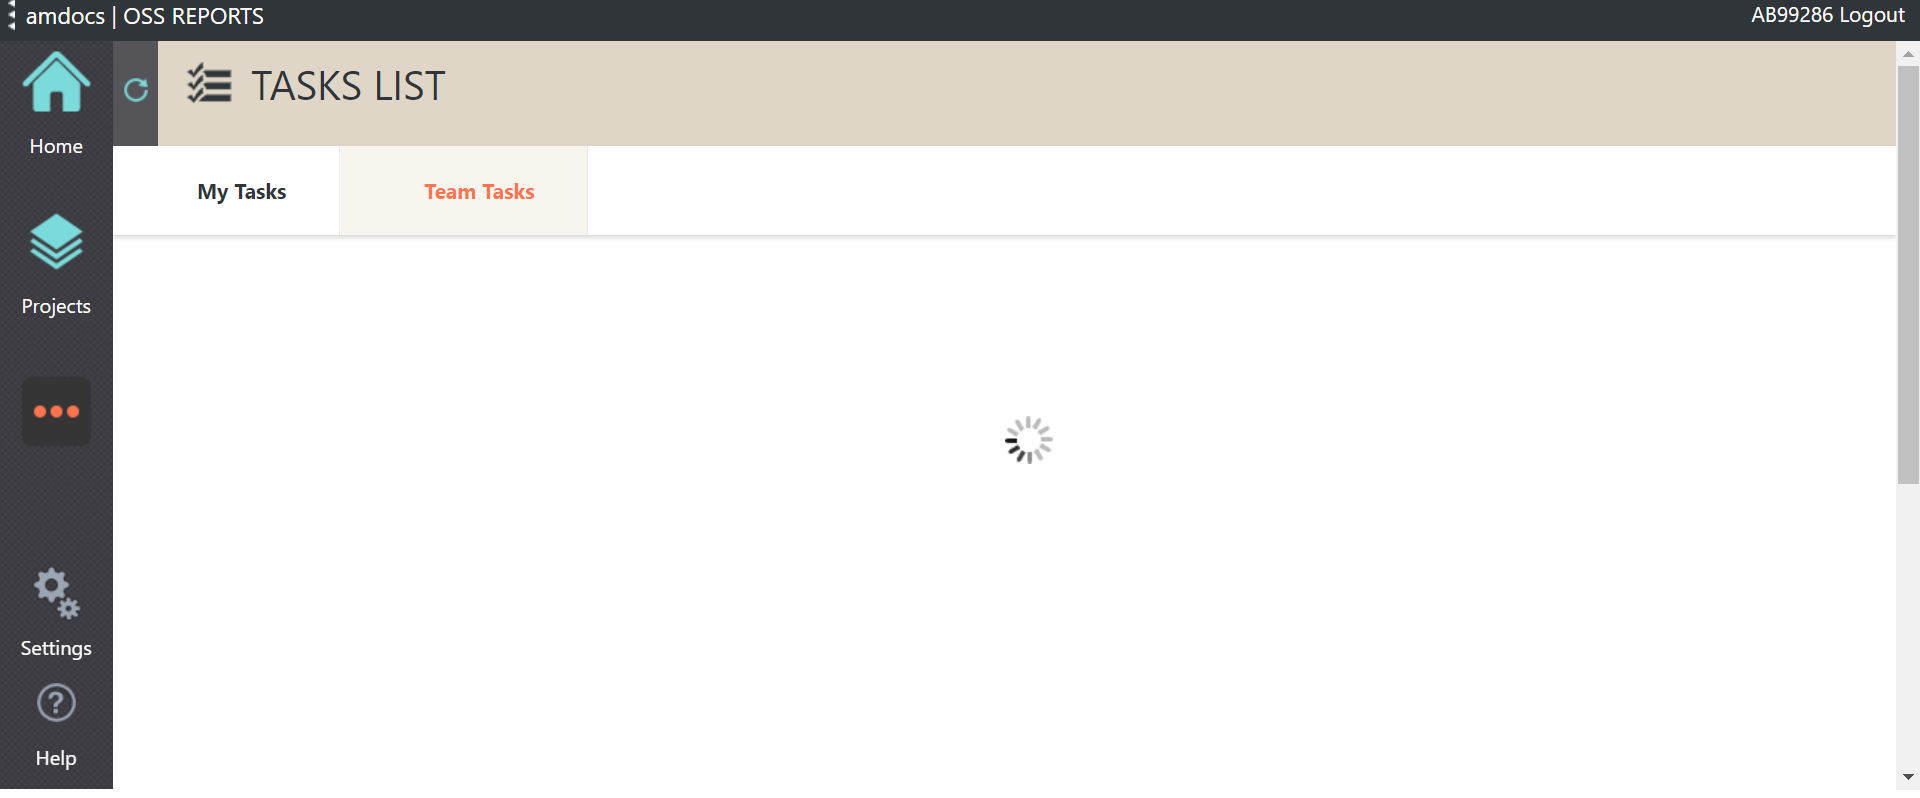 amdocs | OSS REPORTS
AB99286 Logout
Home
TASKS LIST
My Tasks
Team Tasks
Projects
Settings
Help